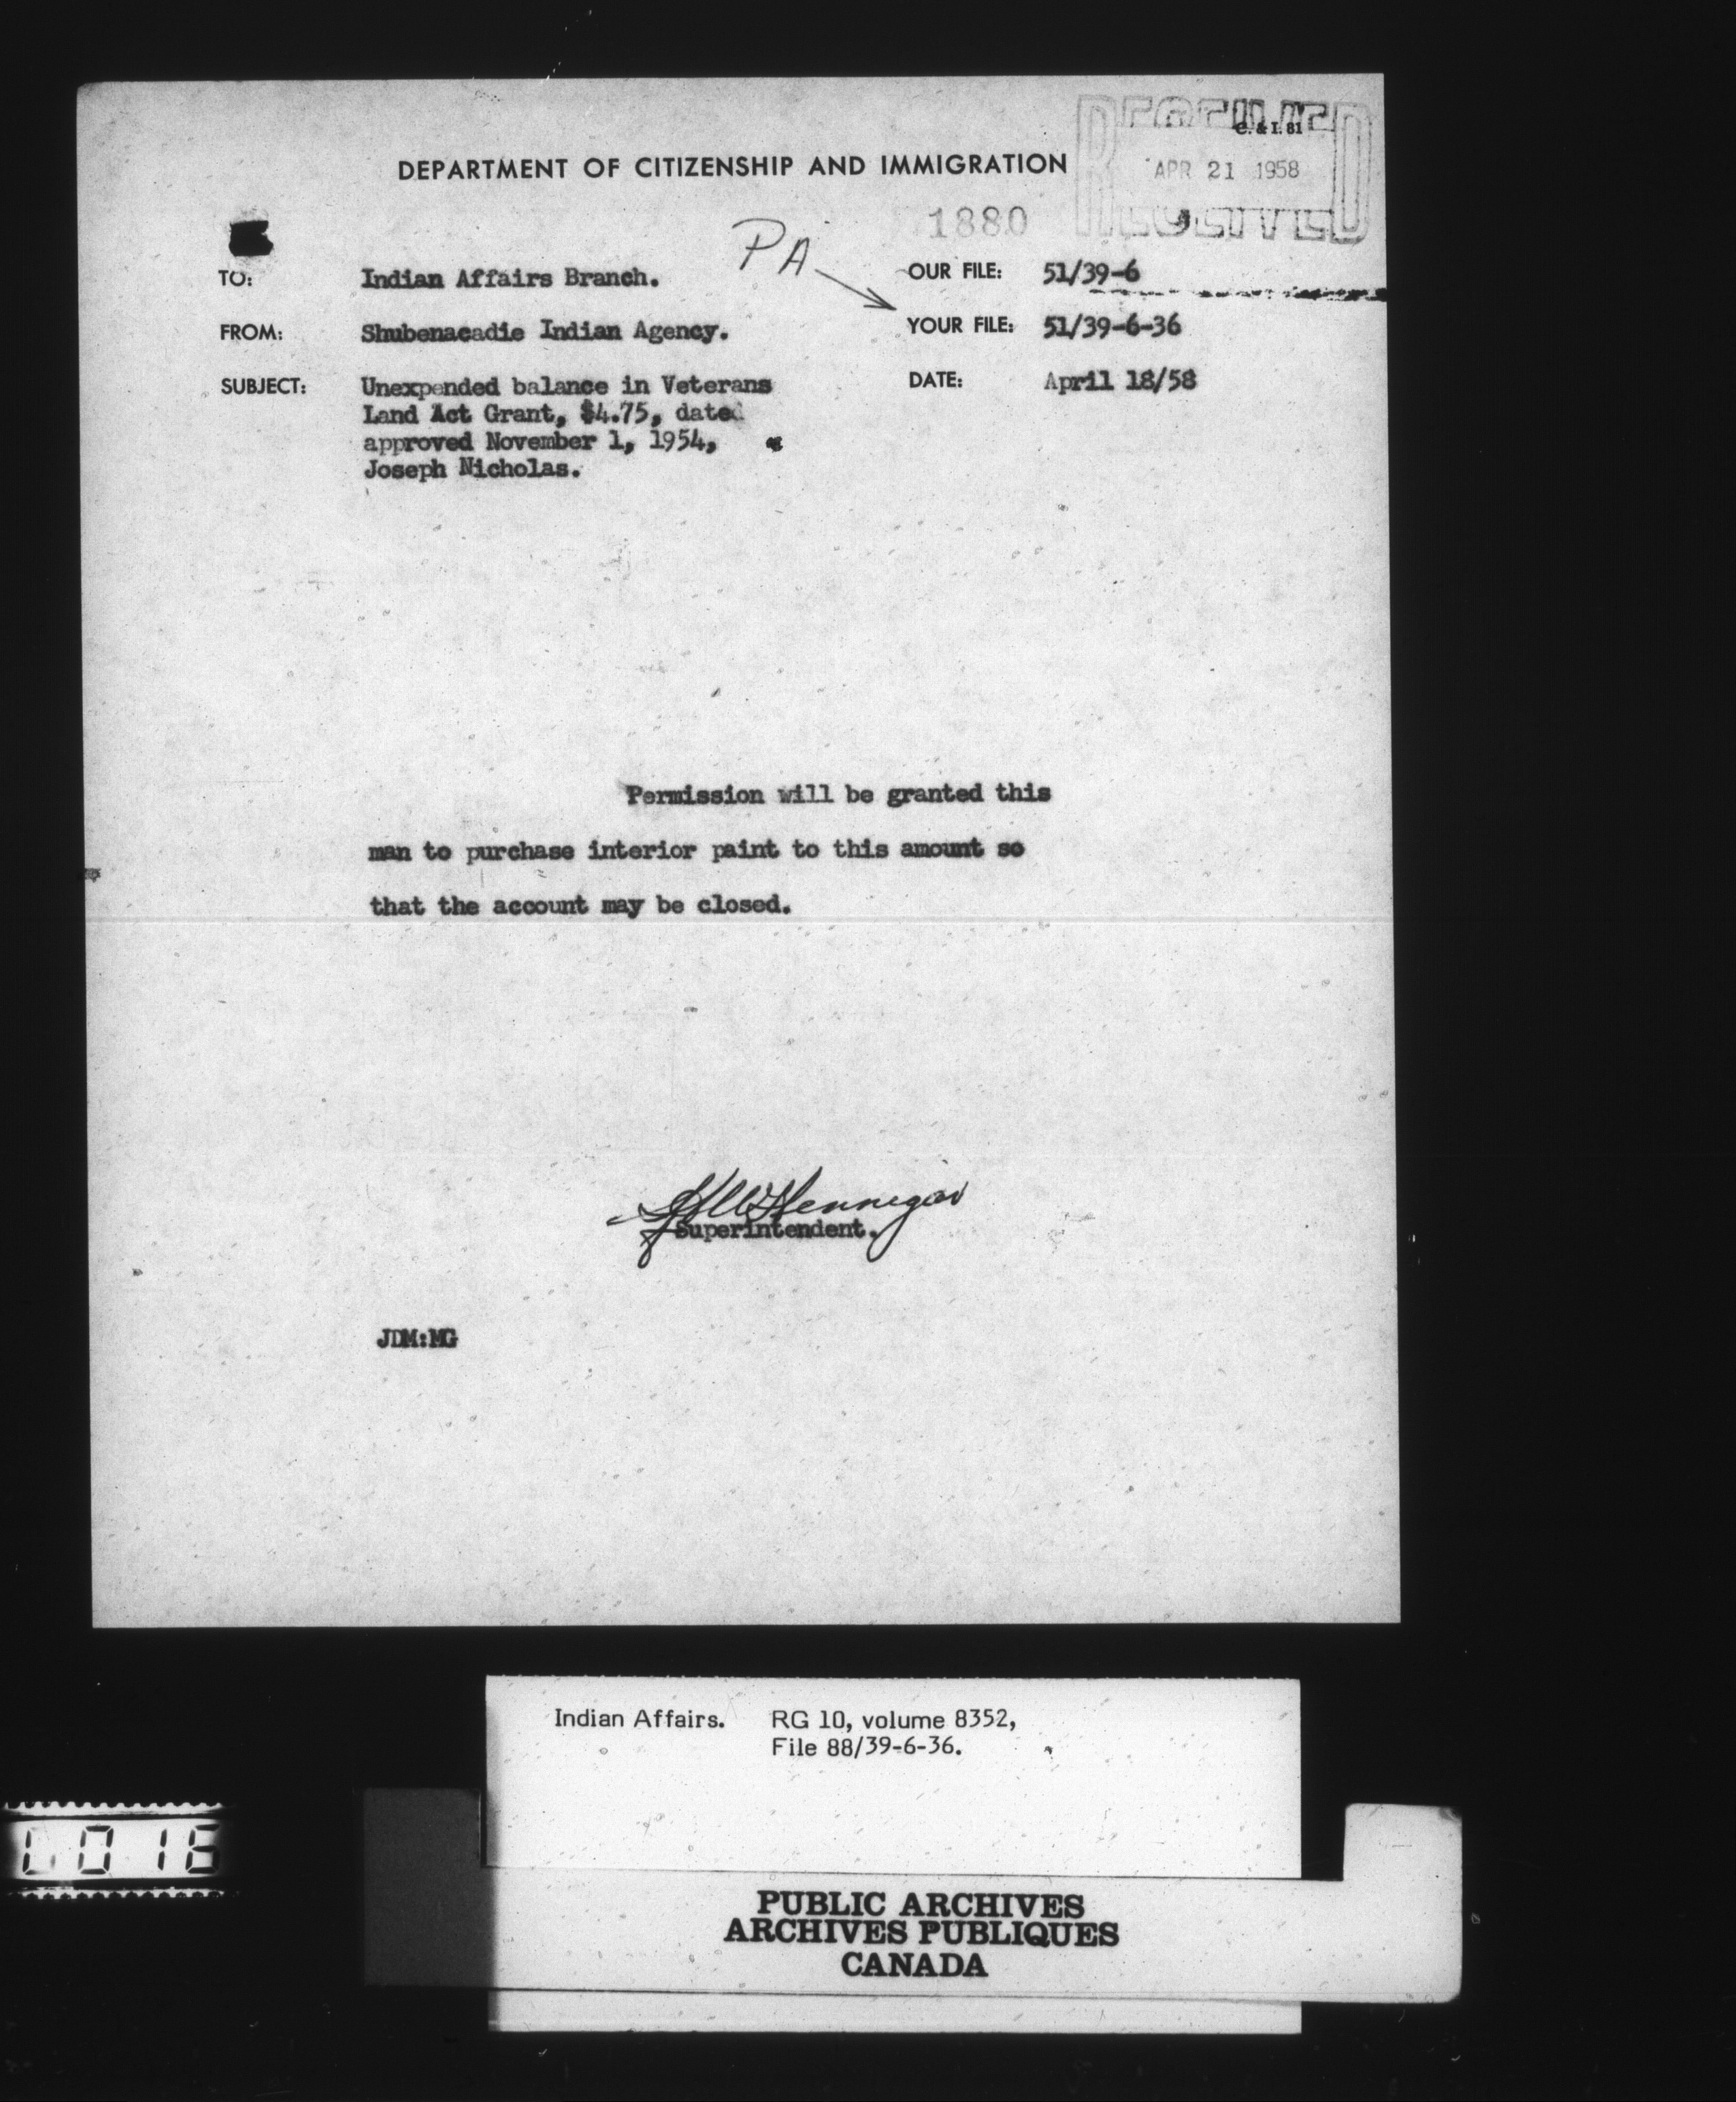 RECEIVED
C. & I. 81
APR 21 1958
RECEIVED
DEPARTMENT OF CITIZENSHIP AND IMMIGRATION
1880
PA
TO: Indian Affairs Branch.
OUR FILE: 51/39-6
FROM: Shubenacadie Indian Agency.
YOUR FILE: 51/39-6-36
SUBJECT: Unexpended balance in Veterans
Land Act Grant, $4.75, dated
approved November 1, 1954,
Joseph Nicholas.
DATE: April 18/58
Permission will be granted this
man to purchase interior paint to this amount so
that the account may be closed.
Hennigar
Superintendent.
JDM:MG
Indian Affairs. RG 10, volume 8352,
File 88/39-6-36.
PUBLIC ARCHIVES
ARCHIVES PUBLIQUES
CANADA